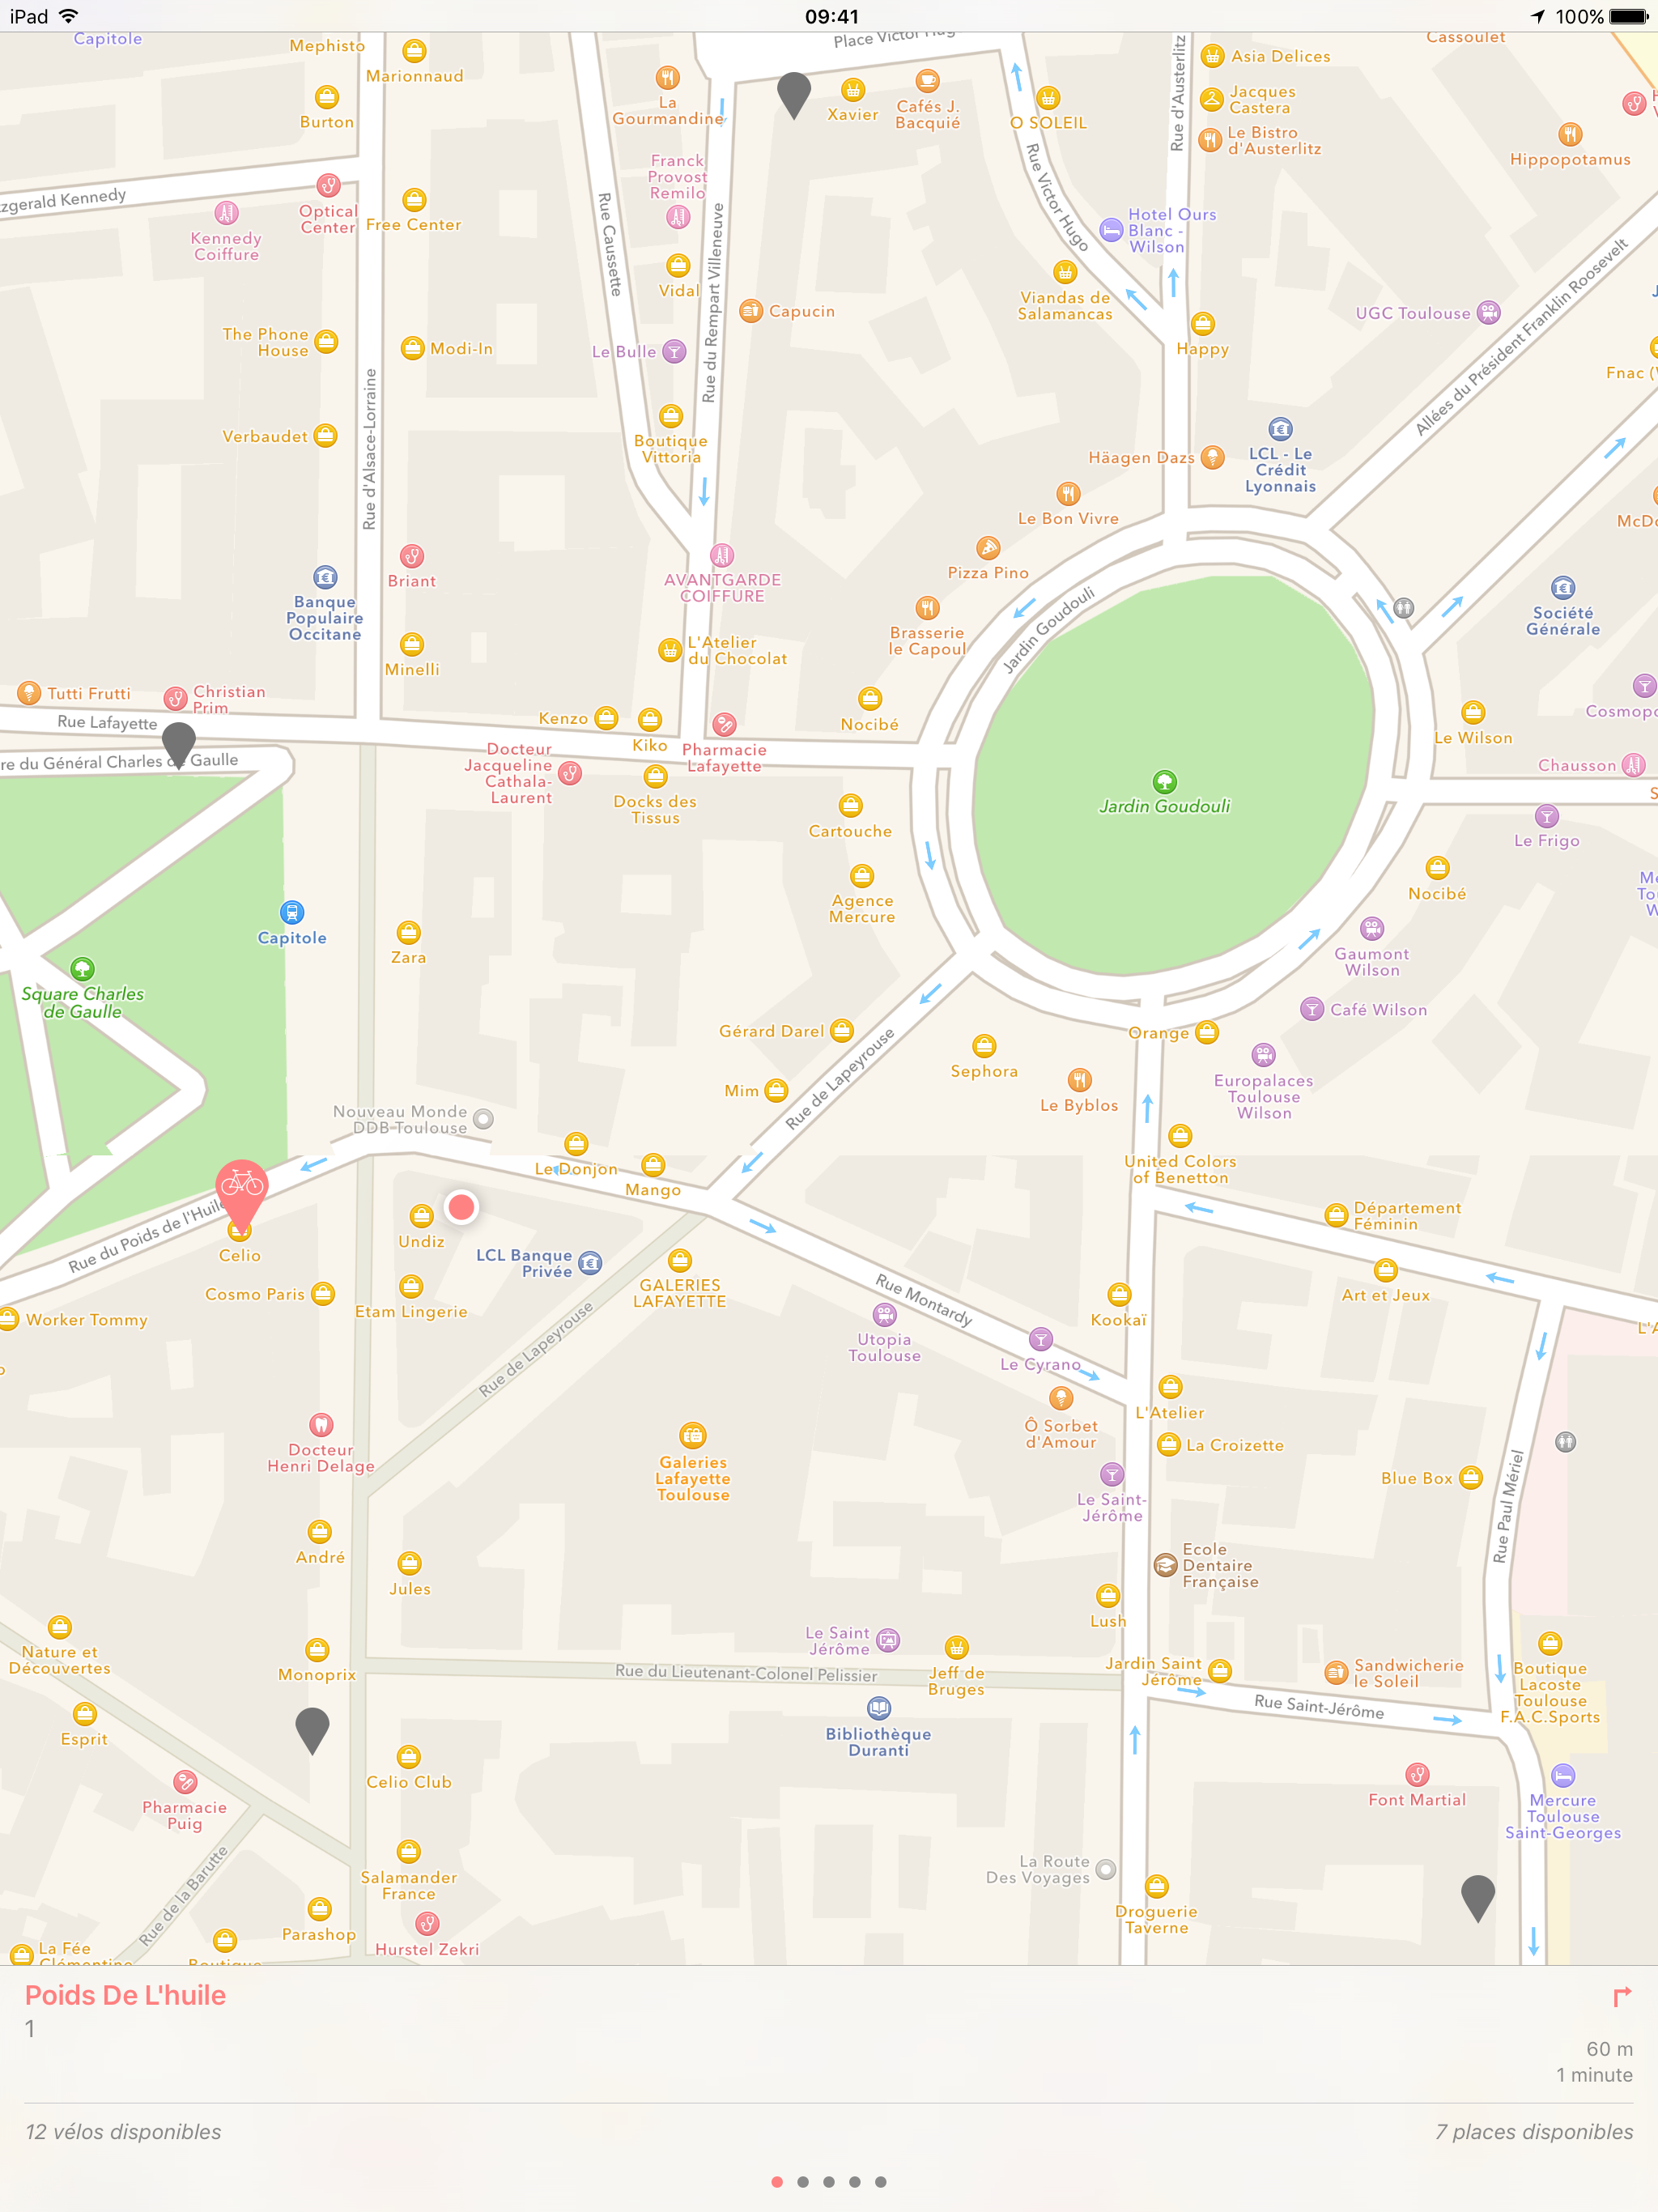 iPad
09:41
100%
Capitole
Mephisto
Marionnaud
Burton
Place Victor Hug
La
Gourmandine
Xavier
Cafés J.
Bacquié
O SOLEIL
Rue d'Austerlitz
Asia Delices
Jacques
Castera
Le Bistro
d'Austerlitz
Cassoulet
Hippopotamus
zgerald Kennedy
Optical
Center
Kennedy
Coiffure
Free Center
Rue Caussette
Franck
Provost
Remilo
Vidal
Rue du Rempart Villeneuve
Capucin
Rue Victor Hugo
Hotel Ours
Blanc -
Wilson
Viandas de
Salamancas
Happy
UGC Toulouse
Allées du Président Franklin Roosevelt
Fnac (
The Phone
House
Modi-In
Le Bulle
Rue d'Alsace-Lorraine
Verbaudet
Boutique
Vittoria
Häagen Dazs
LCL - Le
Crédit
Lyonnais
Le Bon Vivre
McDo
Pizza Pino
Briant
AVANTGARDE
COIFFURE
Banque
Populaire
Occitane
Brasserie
le Capoul
Jardin Goudouli
Société
Générale
Minelli
L'Atelier
du Chocolat
Tutti Frutti
Christian
Prim
Rue Lafayette
Kenzo
Kiko
Pharmacie
Lafayette
Nocibé
Cosmopo
Le Wilson
re du Général Charles de Gaulle
Docteur
Jacqueline
Cathala-
Laurent
Docks des
Tissus
Chausson
Jardin Goudouli
Cartouche
Le Frigo
Agence
Mercure
Nocibé
Capitole
Zara
Gaumont
Wilson
Square Charles
de Gaulle
Café Wilson
Gérard Darel
Rue de Lapeyrouse
Sephora
Orange
Mim
Le Byblos
Europalaces
Toulouse
Wilson
Nouveau Monde
DDB Toulouse
Le Donjon
Mango
United Colors
of Benetton
Rue du Poids de l'Huile
Celio
Undiz
LCL Banque
Privée
GALERIES
LAFAYETTE
Département
Féminin
Cosmo Paris
Etam Lingerie
Rue Montardy
Kookaï
Art et Jeux
Worker Tommy
Rue de Lapeyrouse
Utopia
Toulouse
Le Cyrano
Docteur
Henri Delage
Galeries
Lafayette
Toulouse
Ô Sorbet
d'Amour
L'Atelier
La Croizette
Blue Box
Rue Paul Mériel
Le Saint-
Jérôme
André
Jules
Ecole
Dentaire
Française
Lush
Nature et
Découvertes
Monoprix
Le Saint
Jérôme
Rue du Lieutenant-Colonel Pelissier
Jeff de
Bruges
Jardin Saint
Jérôme
Sandwicherie
le Soleil
Rue Saint-Jérôme
Boutique
Lacoste
Toulouse
F.A.C.Sports
Esprit
Bibliothèque
Duranti
Celio Club
Pharmacie
Puig
Font Martial
Mercure
Toulouse
Saint-Georges
Rue de la Barutte
Salamander
France
La Route
Des Voyages
Droguerie
Taverne
Parashop
Hurstel Zekri
La Fée
Clémentine
Boutique
Poids De L'huile
1
60 m
1 minute
12 vélos disponibles
7 places disponibles